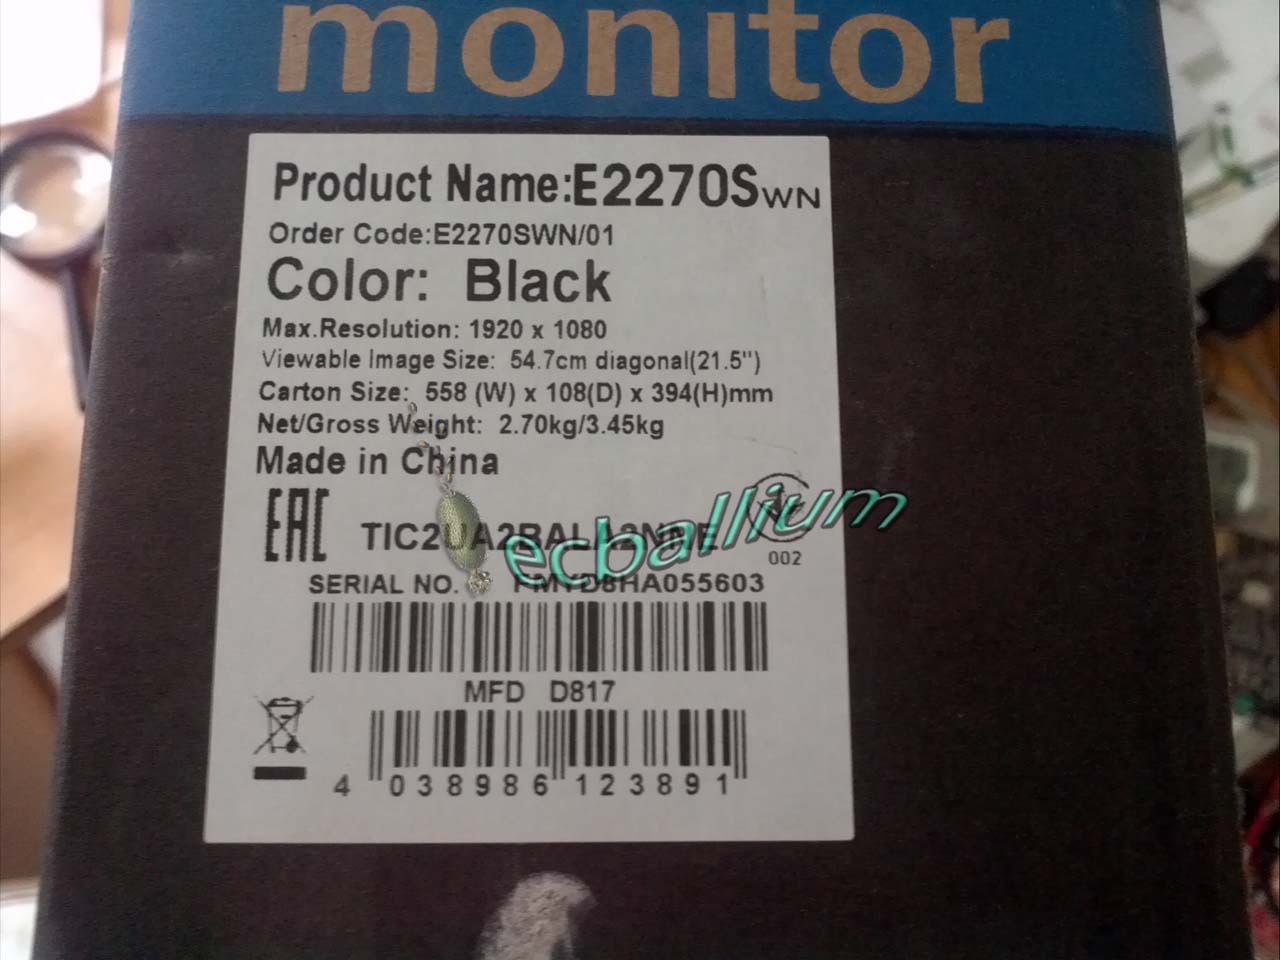 monitor
Product Name:E2270SWN
Order Code:E2270SWN/01
Color: Black
Max.Resolution: 1920 x 1080
Viewable Image Size: 54.7cm diagonal(21.5")
Carton Size: 558 (W) x 108(D) x 394(H)mm
Net/Gross Weight: 2.70kg/3.45kg
Made in China
EAC
TIC2UA2BALA2NNE
ecballium
002
SERIAL NO. FMYD8HA055603
MFD D817
4 038986 123891